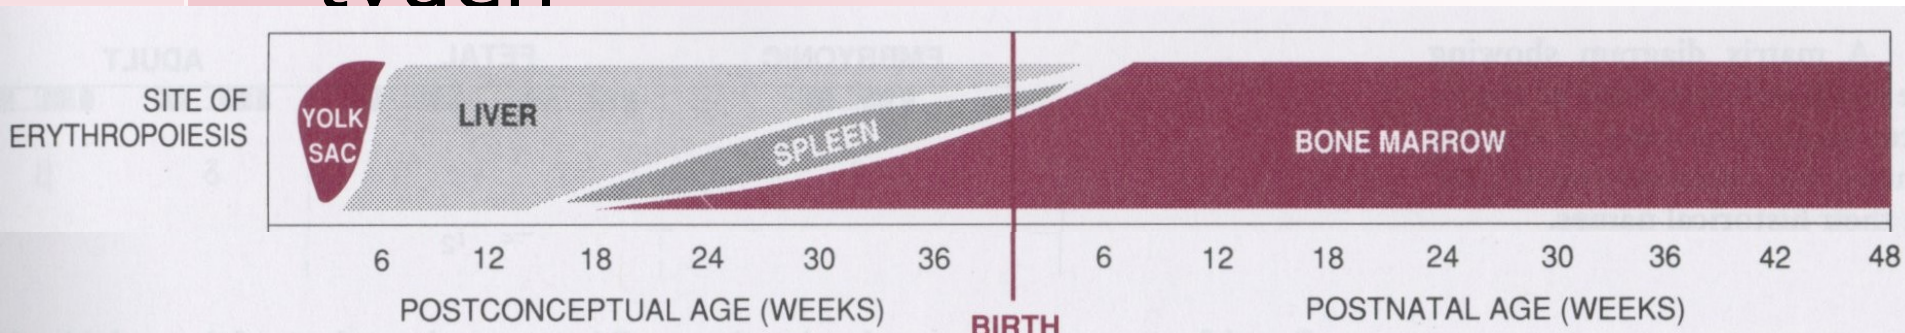 SITE OF
ERYTHROPOIESIS
YOLK
SAC
LIVER
SPLEEN
BONE MARROW
6 12 18 24 30 36 6 12 18 24 30 36 42 48
POSTCONCEPTUAL AGE (WEEKS)
BIRTH
POSTNATAL AGE (WEEKS)